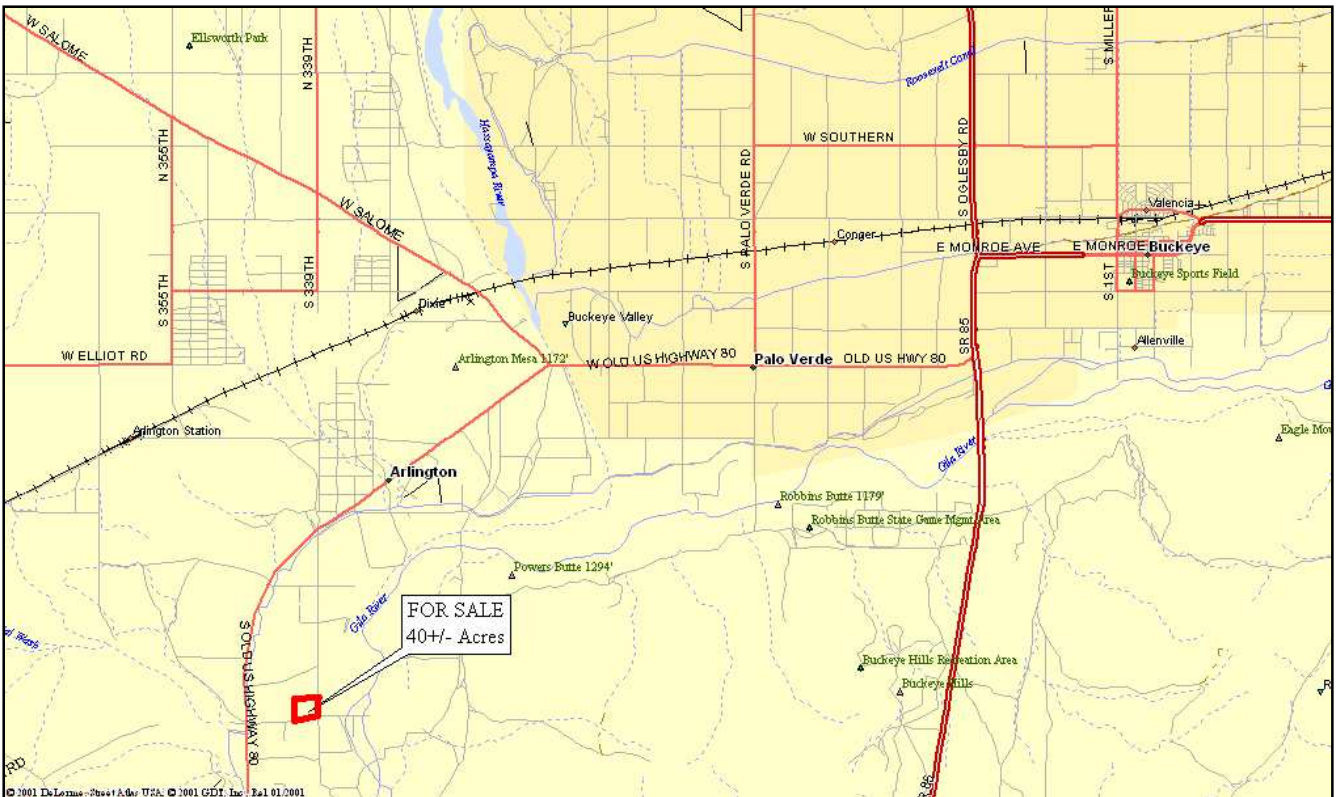 W SALOME
Ellsworth Park
N 339TH
S MILLER
Roosevelt Canal
N 355TH
Hassayampa River
W SOUTHERN
S OGLESBY RD
S PALO VERDE RD
W SALOME
Valencia
Conger
E MONROE AVE
E MONROE
Buckeye
S 339TH
S 355TH
Dixie
Buckeye Sports Field
S 1ST
Buckeye Valley
SR 85
Allenville
W ELLIOT RD
Arlington Mesa 1172'
W OLD US HIGHWAY 80
Palo Verde
OLD US HWY 80
Arlington Station
Gila River
Arlington
Robbins Butte 1179'
Robbins Butte State Game Mgmt Area
Powers Butte 1294'
Gila River
FOR SALE
40+/- Acres
Wash
S OLD US HIGHWAY 80
Buckeye Hills Recreation Area
Buckeye Hills
RD
R 85
© 2001 DeLorme. Street Atlas USA. © 2001 GDT, Inc., Rel. 01/2001